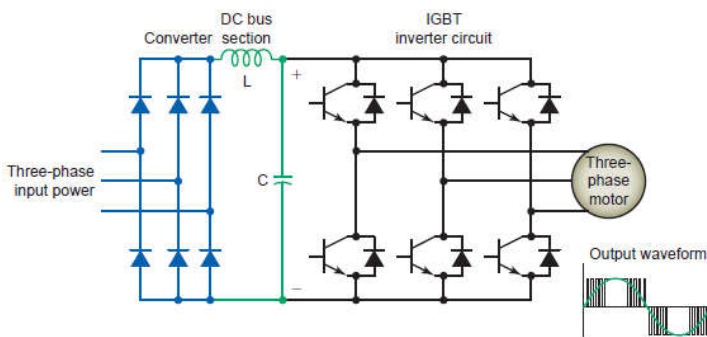 DC bus
section
Converter
IGBT
inverter circuit
L
+
C
Three-phase
input power
Three-
phase
motor
−
Output waveform